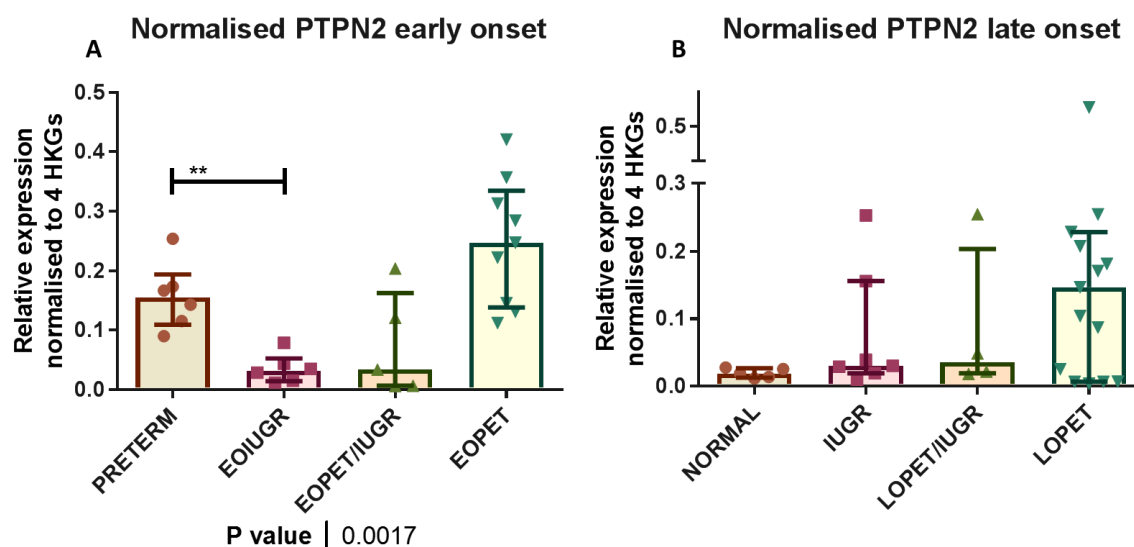 Normalised PTPN2 early onset
A
Relative expression
normalised to 4 HKGs
0.5
0.4
0.3
0.2
0.1
0.0
**
PRETERM
EOIUGR
EOPET/IUGR
EOPET
P value 0.0017
Normalised PTPN2 late onset
B
Relative expression
normalised to 4 HKGs
0.5
0.3
0.2
0.1
0.0
NORMAL
IUGR
LOPET/IUGR
LOPET